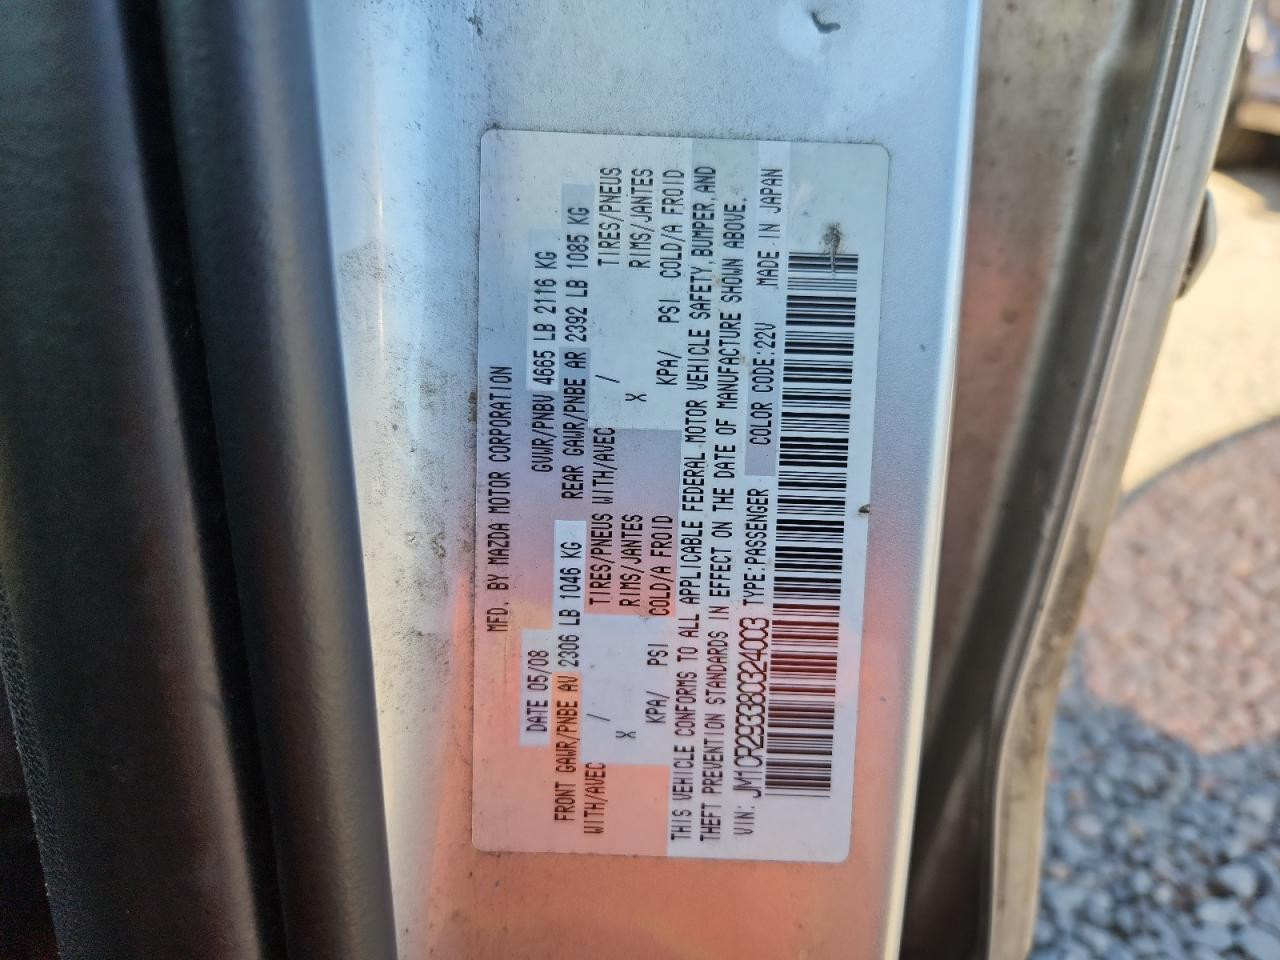 MFD. BY MAZDA MOTOR CORPORATION
DATE 05/08 GVWR/PNBV 4665 LB 2116 KG
FRONT GAWR/PNBE AV 2306 LB 1046 KG REAR GAWR/PNBE AR 2392 LB 1085 KG
WITH/AVEC / TIRES/PNEUS WITH/AVEC / TIRES/PNEUS
X RIMS/JANTES X RIMS/JANTES
KPA/ PSI COLD/A FROID KPA/ PSI COLD/A FROID
THIS VEHICLE CONFORMS TO ALL APPLICABLE FEDERAL MOTOR VEHICLE SAFETY, BUMPER, AND
THEFT PREVENTION STANDARDS IN EFFECT ON THE DATE OF MANUFACTURE SHOWN ABOVE.
VIN: JM1CR293380324003 TYPE:PASSENGER COLOR CODE:22V MADE IN JAPAN